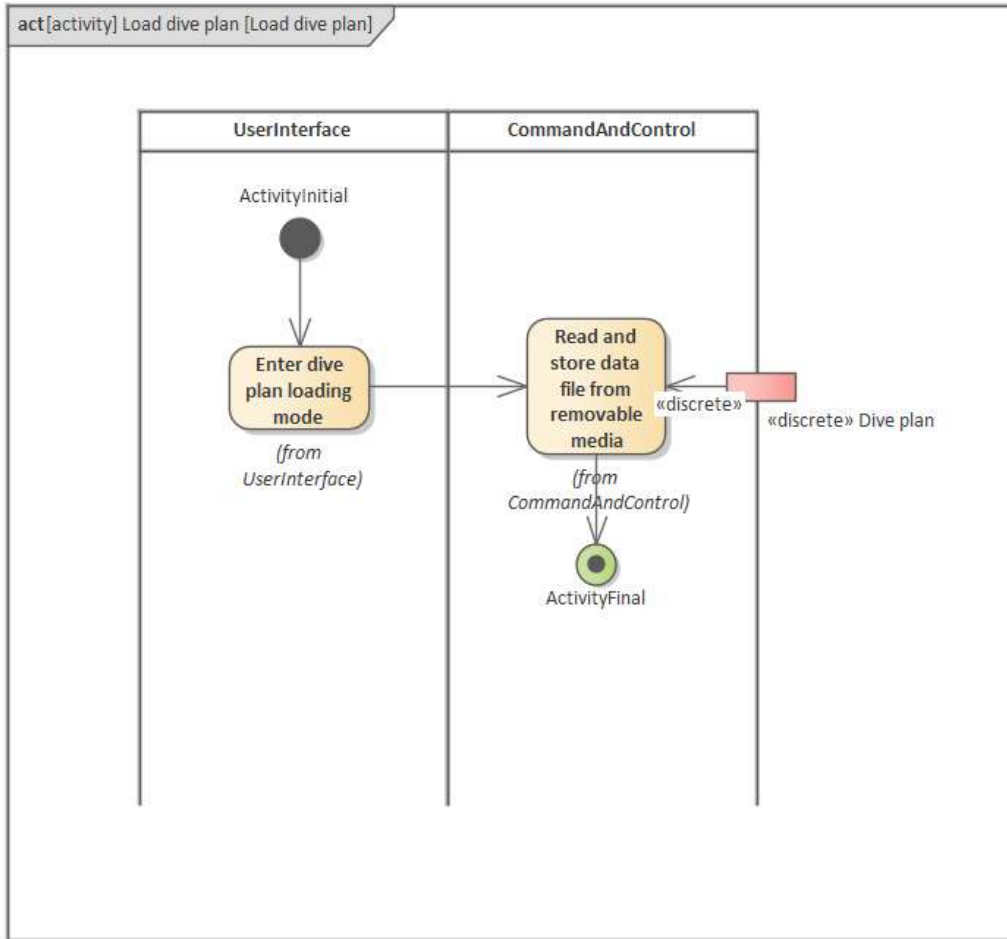 act [activity] Load dive plan [Load dive plan]
UserInterface
CommandAndControl
ActivityInitial
Enter dive
plan loading
mode
(from
UserInterface)
Read and
store data
file from
removable
media
(from
CommandAndControl)
«discrete»
«discrete» Dive plan
ActivityFinal